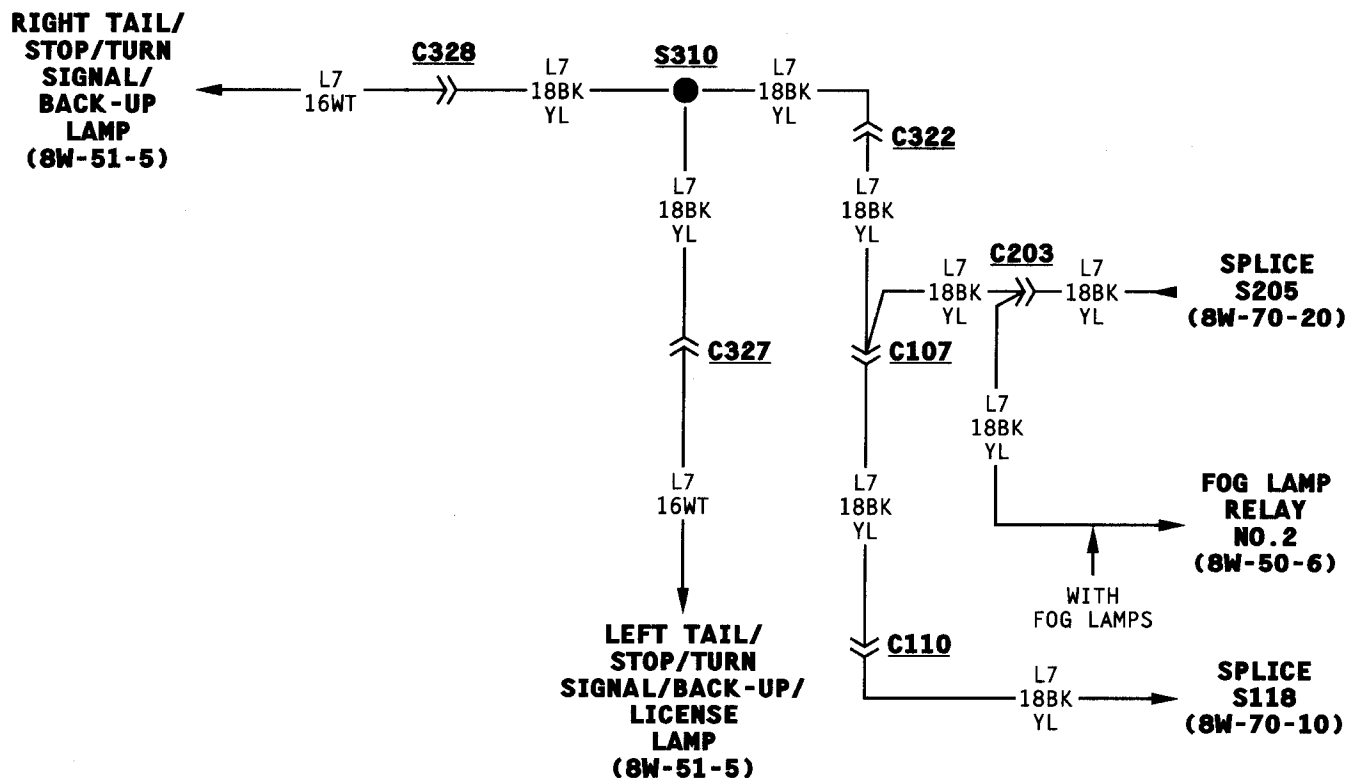 RIGHT TAIL/
STOP/TURN
SIGNAL/
BACK-UP
LAMP
(8W-51-5)
L7
16WT
C328
L7
18BK
YL
S310
L7
18BK
YL
C322
L7
18BK
YL
L7
18BK
YL
C203
L7
18BK
YL
L7
18BK
YL
SPLICE
S205
(8W-70-20)
C327
C107
L7
18BK
YL
L7
16WT
L7
18BK
YL
FOG LAMP
RELAY
NO.2
(8W-50-6)
WITH
FOG LAMPS
LEFT TAIL/
STOP/TURN
SIGNAL/BACK-UP/
LICENSE
LAMP
(8W-51-5)
C110
L7
18BK
YL
SPLICE
S118
(8W-70-10)